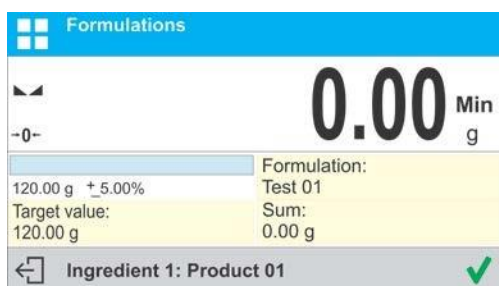 Formulations
0.00 Min
→0← g
120.00 g ±5.00%
Target value:
120.00 g
Formulation:
Test 01
Sum:
0.00 g
Ingredient 1: Product 01